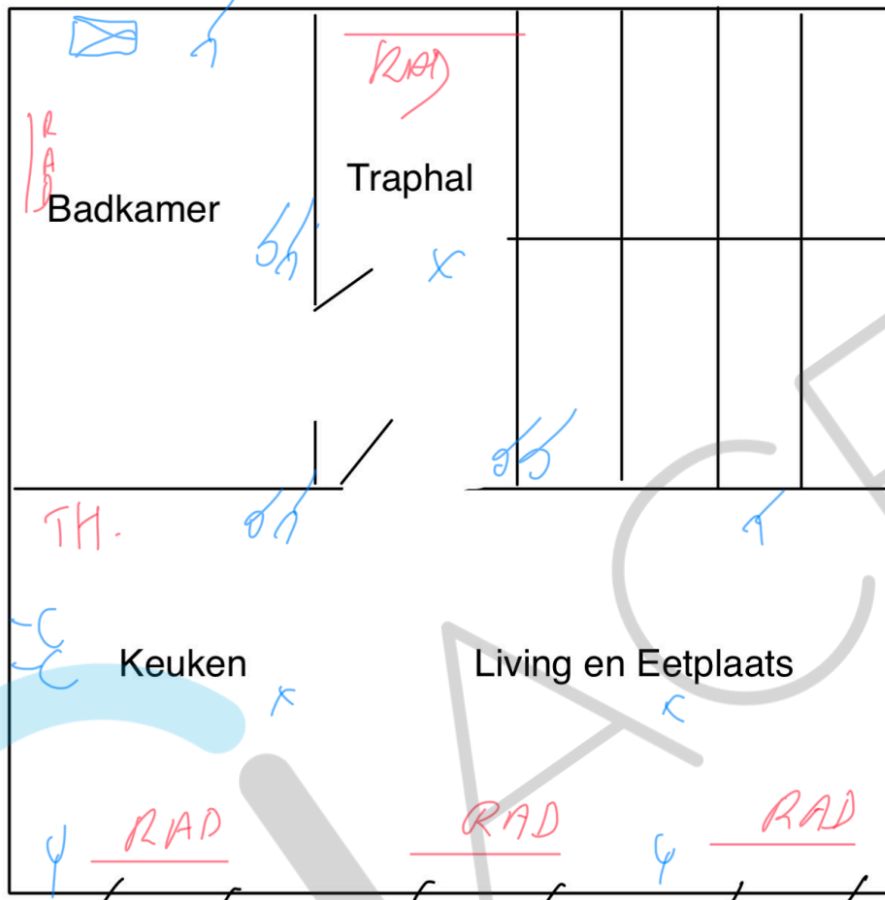 RAD
RAD
Traphal
Badkamer
TH.
Keuken
Living en Eetplaats
RAD
RAD
RAD